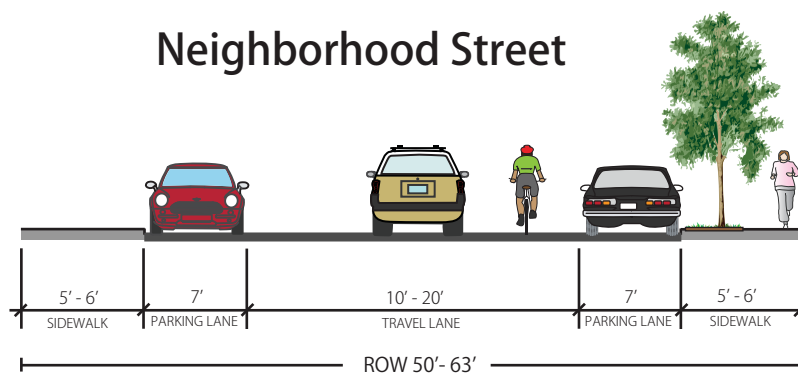 Neighborhood Street
5' - 6' 7' 10' - 20' 7' 5' - 6'
SIDEWALK PARKING LANE TRAVEL LANE PARKING LANE SIDEWALK
ROW 50'- 63'